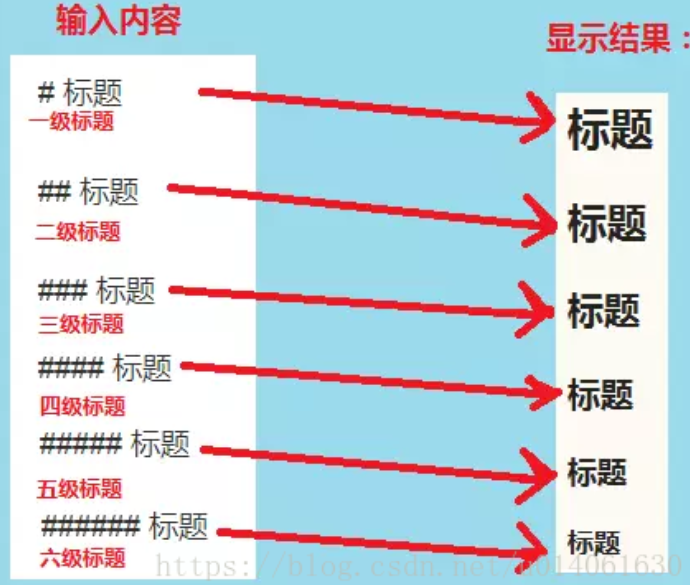 输入内容
显示结果：
# 标题
一级标题
标题
## 标题
二级标题
标题
### 标题
三级标题
标题
#### 标题
四级标题
标题
##### 标题
五级标题
标题
###### 标题
六级标题
标题
https://blog.csdn.net/u014061630